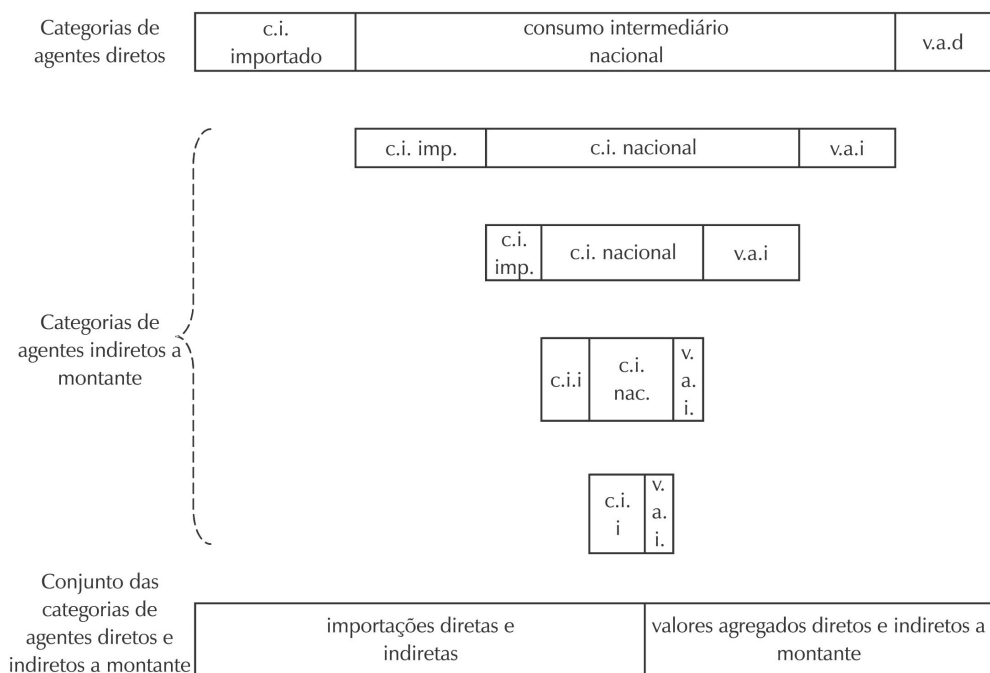 Categorias de
agentes diretos
c.i.
importado
consumo intermediário
nacional
v.a.d
c.i. imp.
c.i. nacional
v.a.i
c.i.
imp.
c.i. nacional
v.a.i
Categorias de
agentes indiretos a
montante
c.i.i
c.i.
nac.
v.
a.
i.
c.i.
i
v.
a.
i.
Conjunto das
categorias de
agentes diretos e
indiretos a montante
importações diretas e
indiretas
valores agregados diretos e indiretos a
montante